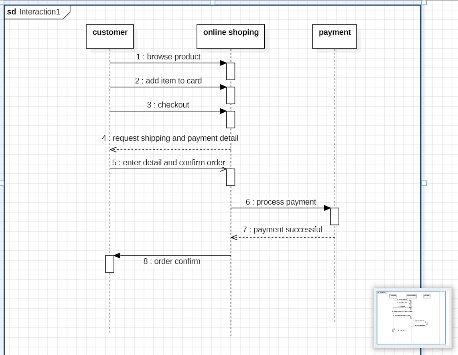 sd Interaction1
customer
online shoping
payment
1 : browse product
2 : add item to card
3 : checkout
4 : request shipping and payment detail
5 : enter detail and confirm order
6 : process payment
7 : payment successful
8 : order confirm